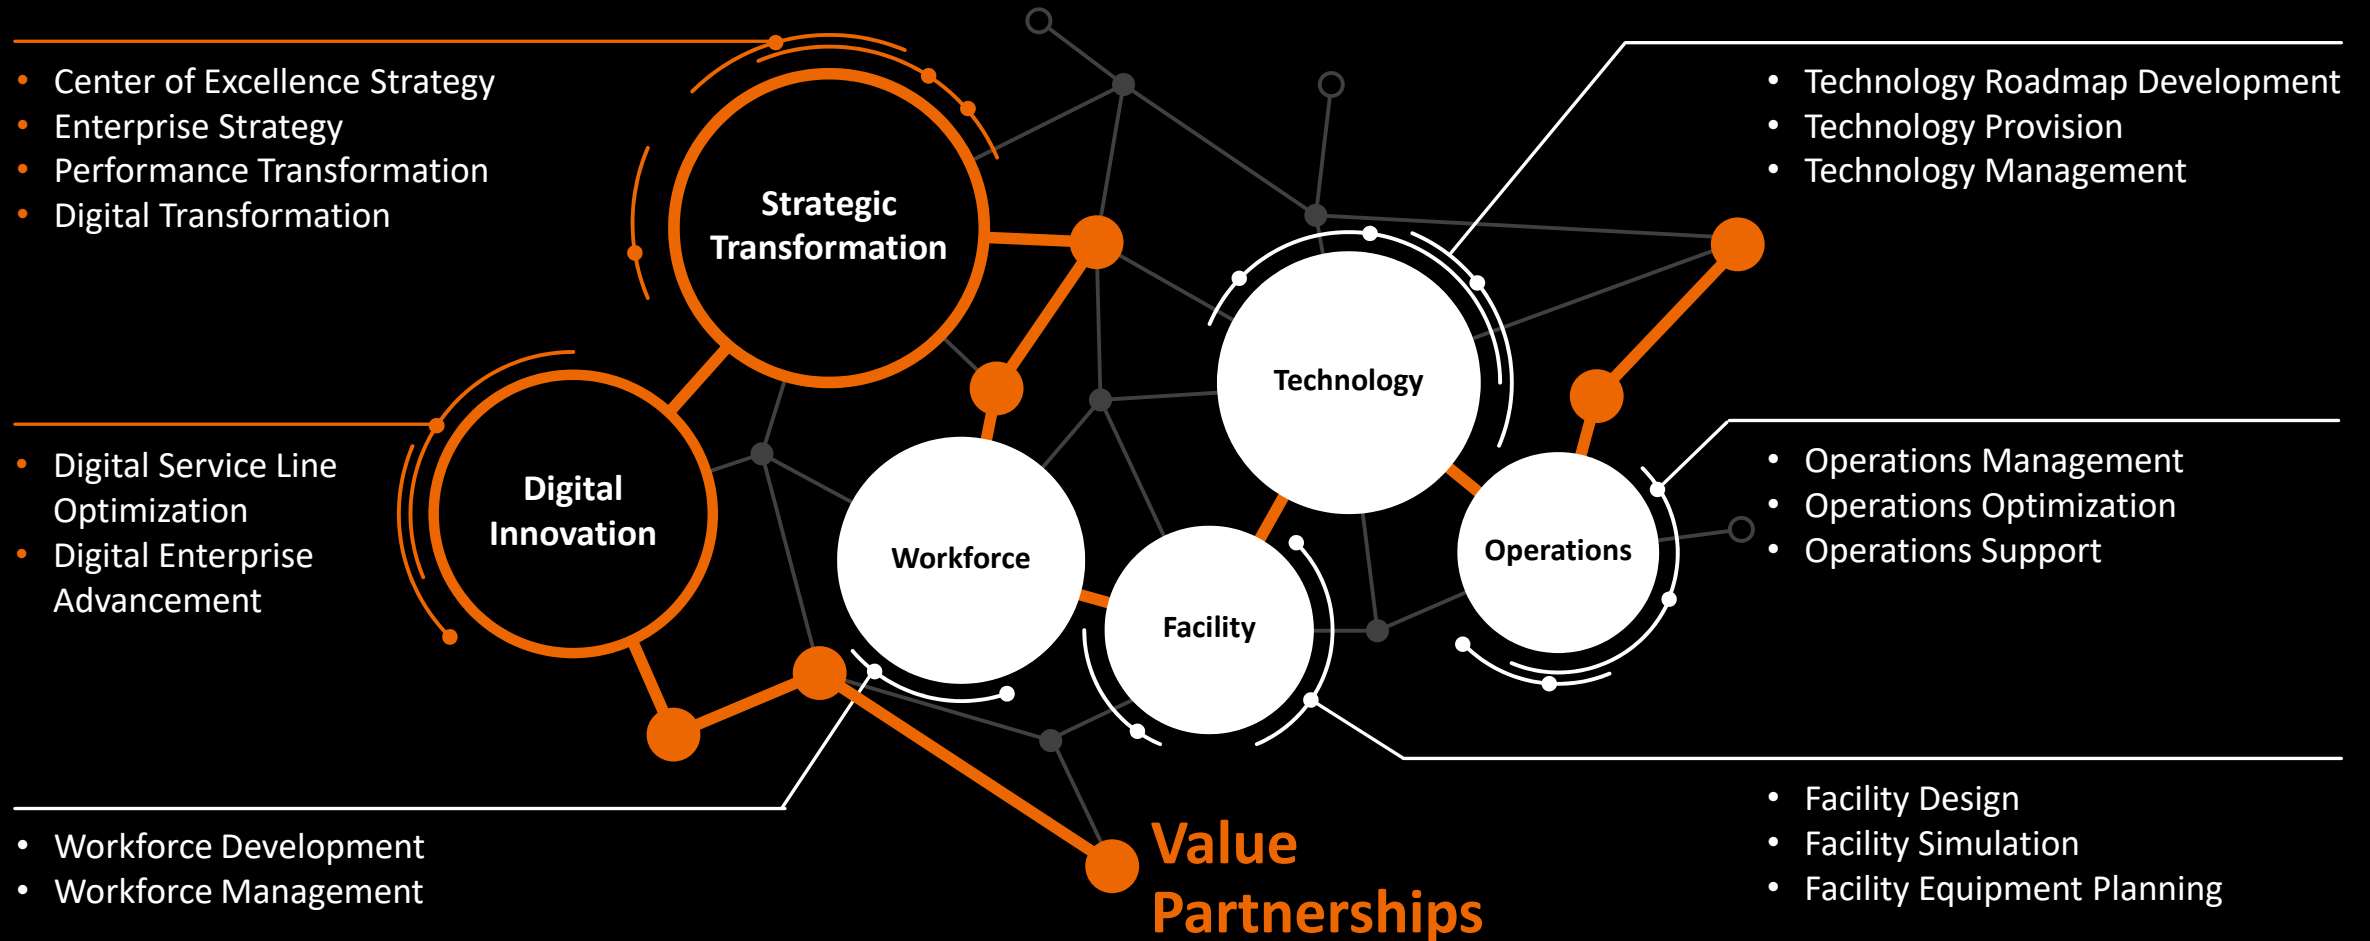 • Center of Excellence Strategy
• Enterprise Strategy
• Performance Transformation
• Digital Transformation
Strategic
Transformation
• Technology Roadmap Development
• Technology Provision
• Technology Management
Technology
• Digital Service Line
Optimization
• Digital Enterprise
Advancement
Digital
Innovation
Workforce
Facility
Operations
• Operations Management
• Operations Optimization
• Operations Support
• Workforce Development
• Workforce Management
Value
Partnerships
• Facility Design
• Facility Simulation
• Facility Equipment Planning